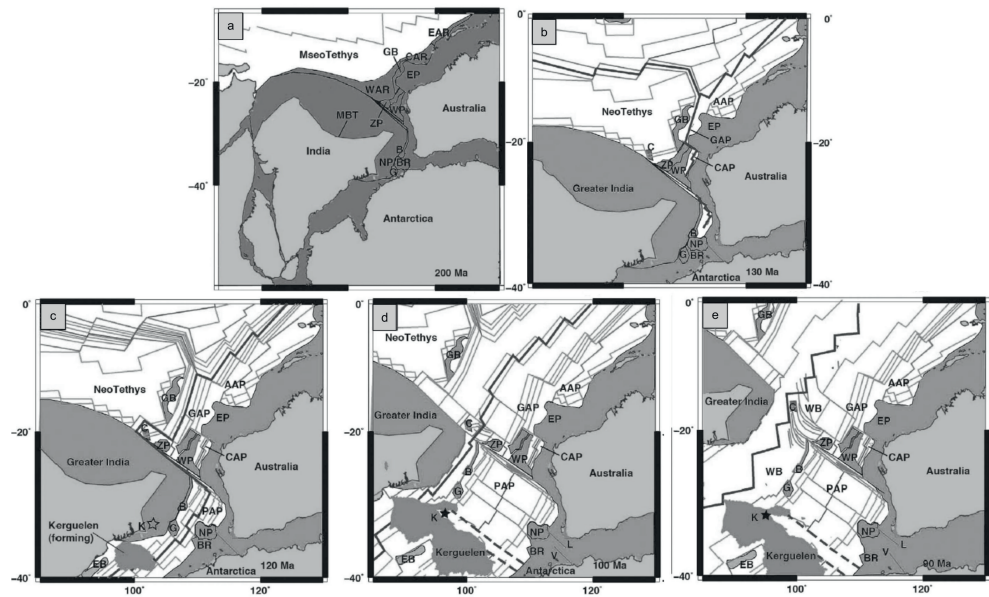 a
MseoTethys
EAR
GB
CAR
EP
-20°
WAR
WP
Australia
MBT
ZP
India
B
NP BR
G
-40°
Antarctica
200 Ma
0°
0°
b
AAP
NeoTethys
GB
EP
GAP
-20°
-20°
C
ZP
WP
CAP
Australia
Greater India
B
NP
G
BR
Antarctica
130 Ma
-40°
-40°
0°
c
NeoTethys
AAP
GB
GAP
EP
-20°
C
ZP
WP
CAP
Greater India
Australia
B
PAP
K
G
NP
Kerguelen
(forming)
BR
EB
Antarctica
120 Ma
-40°
100°
120°
0°
d
NeoTethys
GB
AAP
GAP
EP
Greater India
-20°
C
ZP
WP
CAP
B
Australia
PAP
G
K
NP
L
Kerguelen
BR
V
EB
Antarctica
100 Ma
-40°
100°
120°
0°
e
GB
AAP
Greater India
C
WB
GAP
EP
-20°
ZP
WP
CAP
WB
B
Australia
G
PAP
K
NP
L
V
Kerguelen
BR
EB
90 Ma
-40°
100°
120°